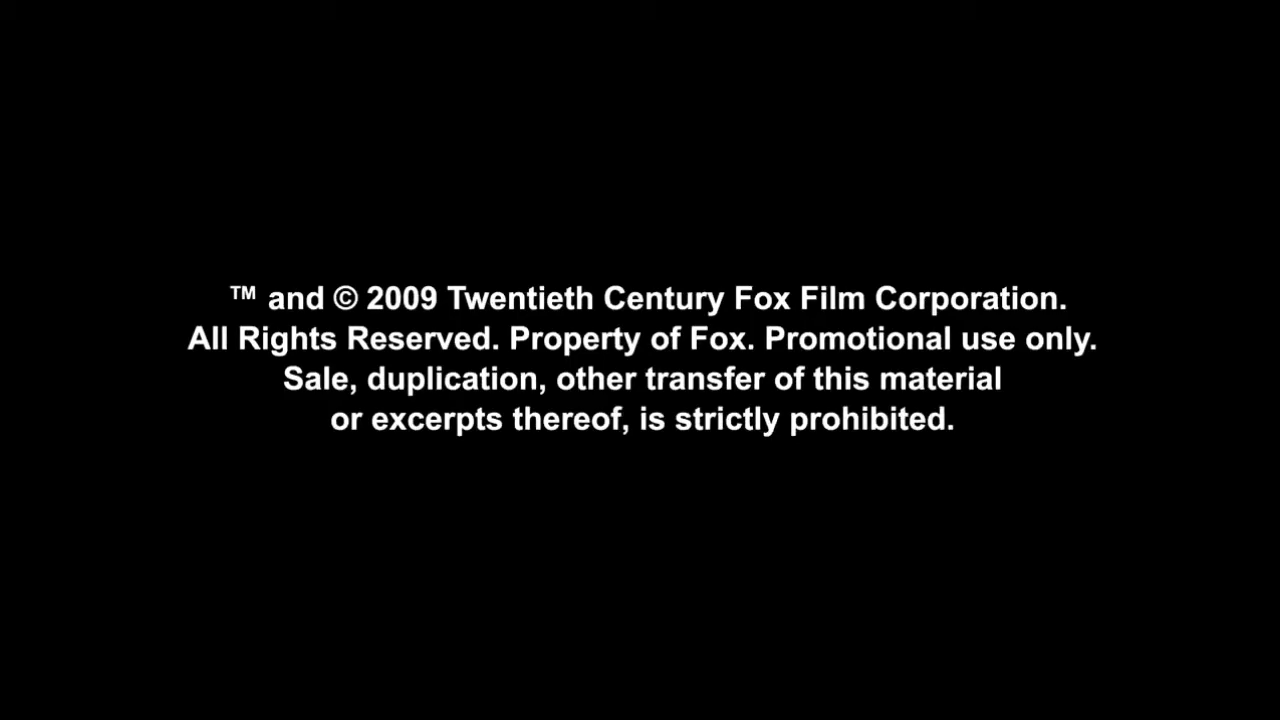 ™ and © 2009 Twentieth Century Fox Film Corporation.
All Rights Reserved. Property of Fox. Promotional use only.
Sale, duplication, other transfer of this material
or excerpts thereof, is strictly prohibited.